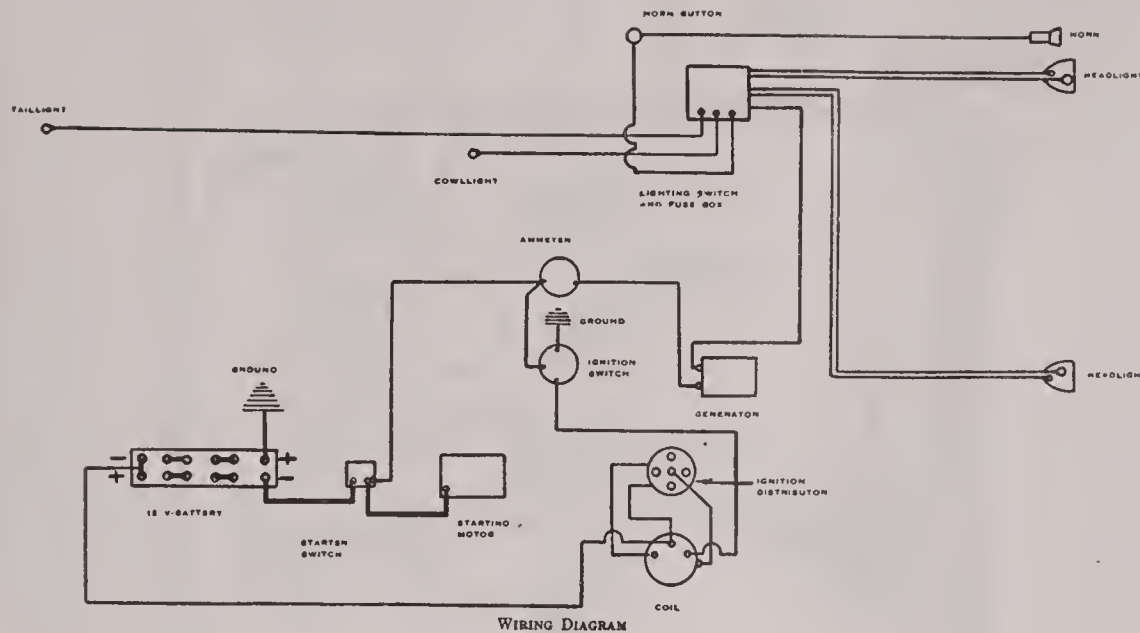 HORN BUTTON
HORN
HEADLIGHT
TAILLIGHT
COWLLIGHT
LIGHTING SWITCH
AND FUSE BOX
AMMETER
GROUND
IGNITION
SWITCH
HEADLIGH
GROUND
GENERATOR
-
+
+
-
IGNITION
DISTRIBUTOR
12 V-BATTERY
STARTER
SWITCH
STARTING
MOTOR
COIL
WIRING DIAGRAM